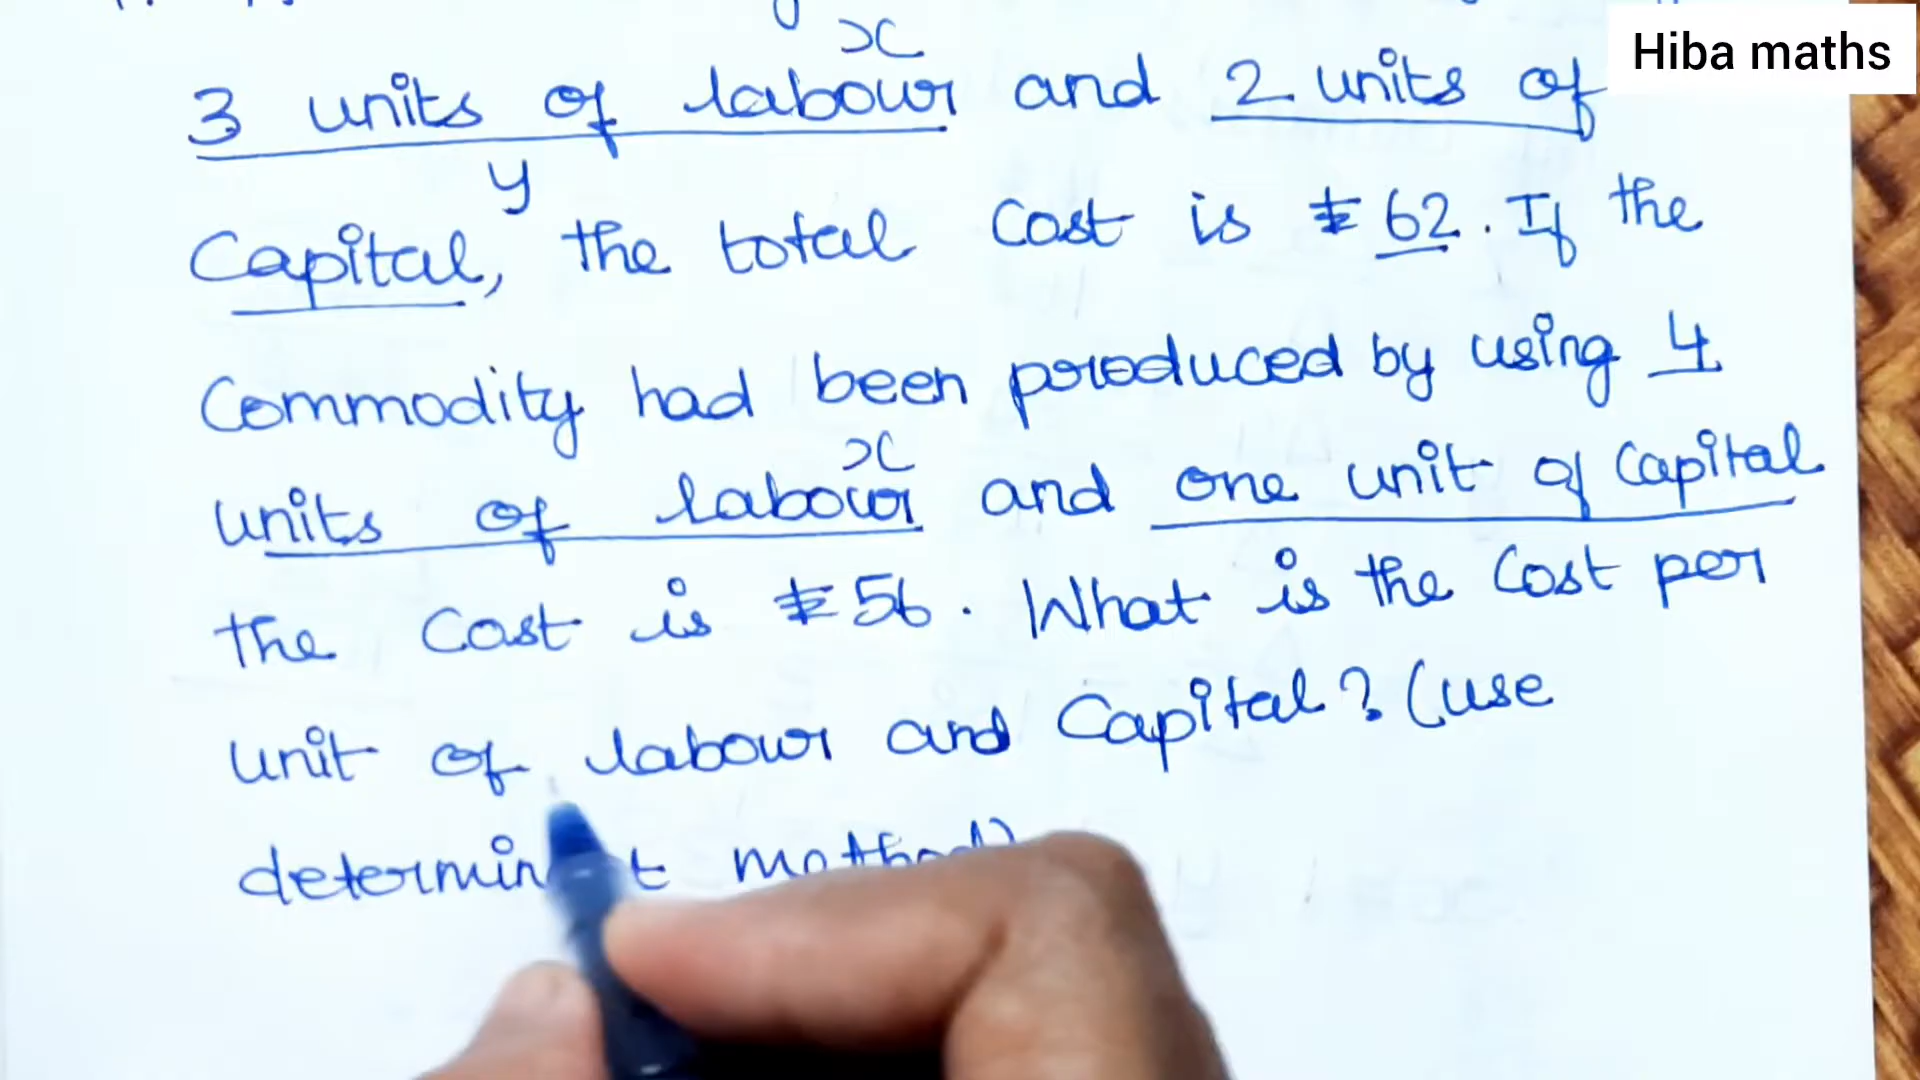 Hiba maths
x
3 units of labour and 2 units of
y
Capital, the total cost is ₹ 62. If the
Commodity had been produced by using 4
x
units of labour and one unit of capital
the cost is ₹ 56. What is the cost per
unit of labour and capital? (use
method)